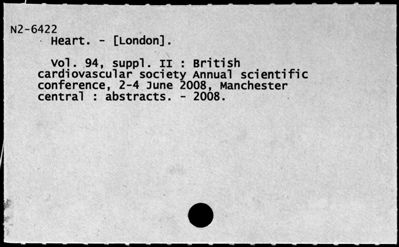 N2-6422
Heart. - [London].
Vol. 94, suppl. II : British
cardiovascular society Annual scientific
conference, 2-4 June 2008, Manchester
central : abstracts. - 2008.